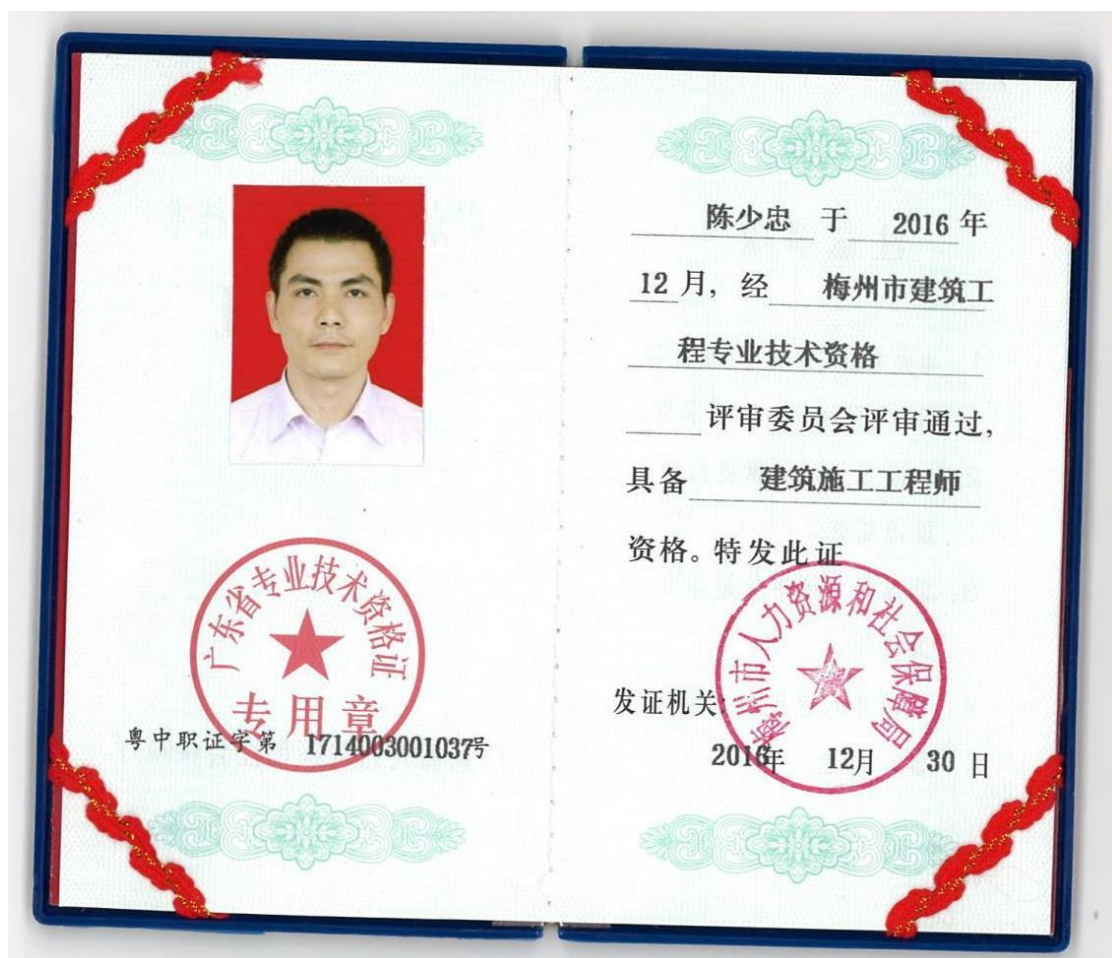 广东省专业技术资格证
专用章
粤中职证字第 1714003001037号
陈少忠 于 2016 年
12 月, 经 梅州市建筑工
程专业技术资格
评审委员会评审通过,
具备 建筑施工工程师
资格。特发此证
梅州市人力资源和社会保障局
发证机关:
2016年 12月 30 日